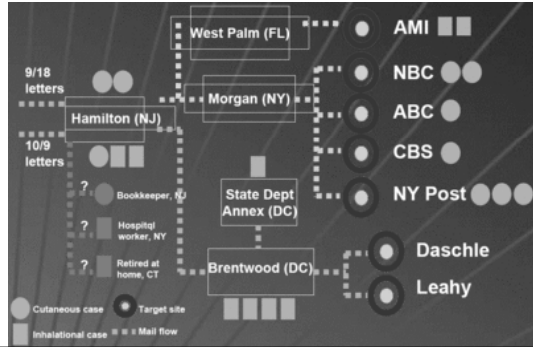 West Palm (FL)
AMI
9/18
letters
NBC
Morgan (NY)
Hamilton (NJ)
ABC
10/9
letters
CBS
?
Bookkeeper, NJ
State Dept
Annex (DC)
NY Post
?
Hospitql
worker, NY
?
Retired at
home, CT
Brentwood (DC)
Daschle
Leahy
Cutaneous case
Target site
Inhalational case
Mail flow